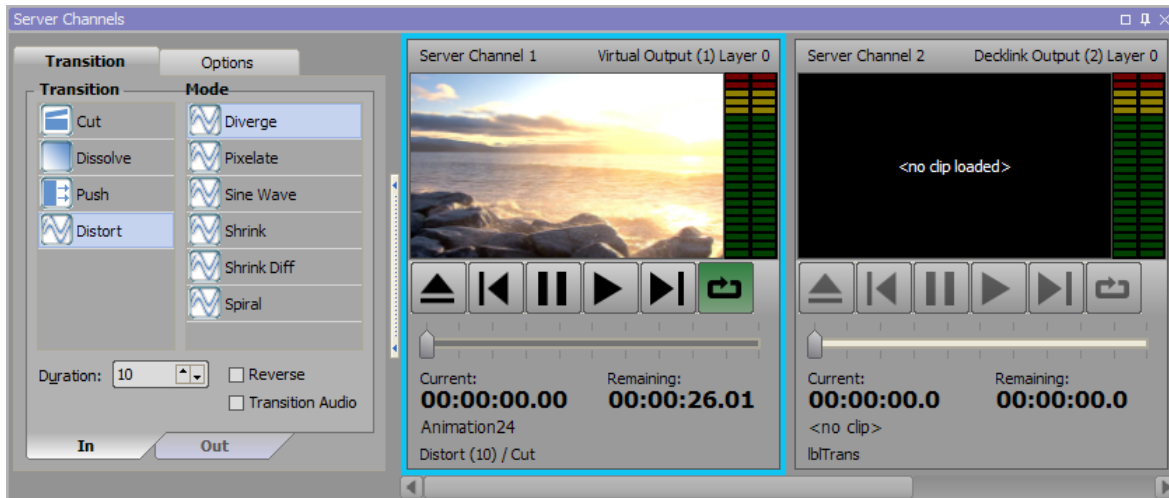 Server Channels
Transition
Options
Transition
Mode
Cut
Dissolve
Push
Distort
Diverge
Pixelate
Sine Wave
Shrink
Shrink Diff
Spiral
Duration: 10
Reverse
Transition Audio
In
Out
Server Channel 1
Virtual Output (1) Layer 0
Current:
Remaining:
00:00:00.00
00:00:26.01
Animation24
Distort (10) / Cut
Server Channel 2
Decklink Output (2) Layer 0
<no clip loaded>
Current:
Remaining:
00:00:00.0
00:00:00.0
<no clip>
lblTrans